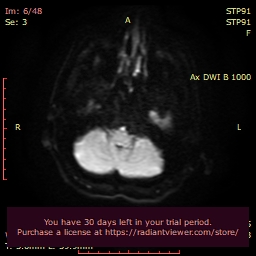 Im: 6/48
Se: 3
STP91
STP91
F
A
Ax DWI B 1000
R
L
You have 30 days left in your trial period.
Purchase a license at https://radiantviewer.com/store/